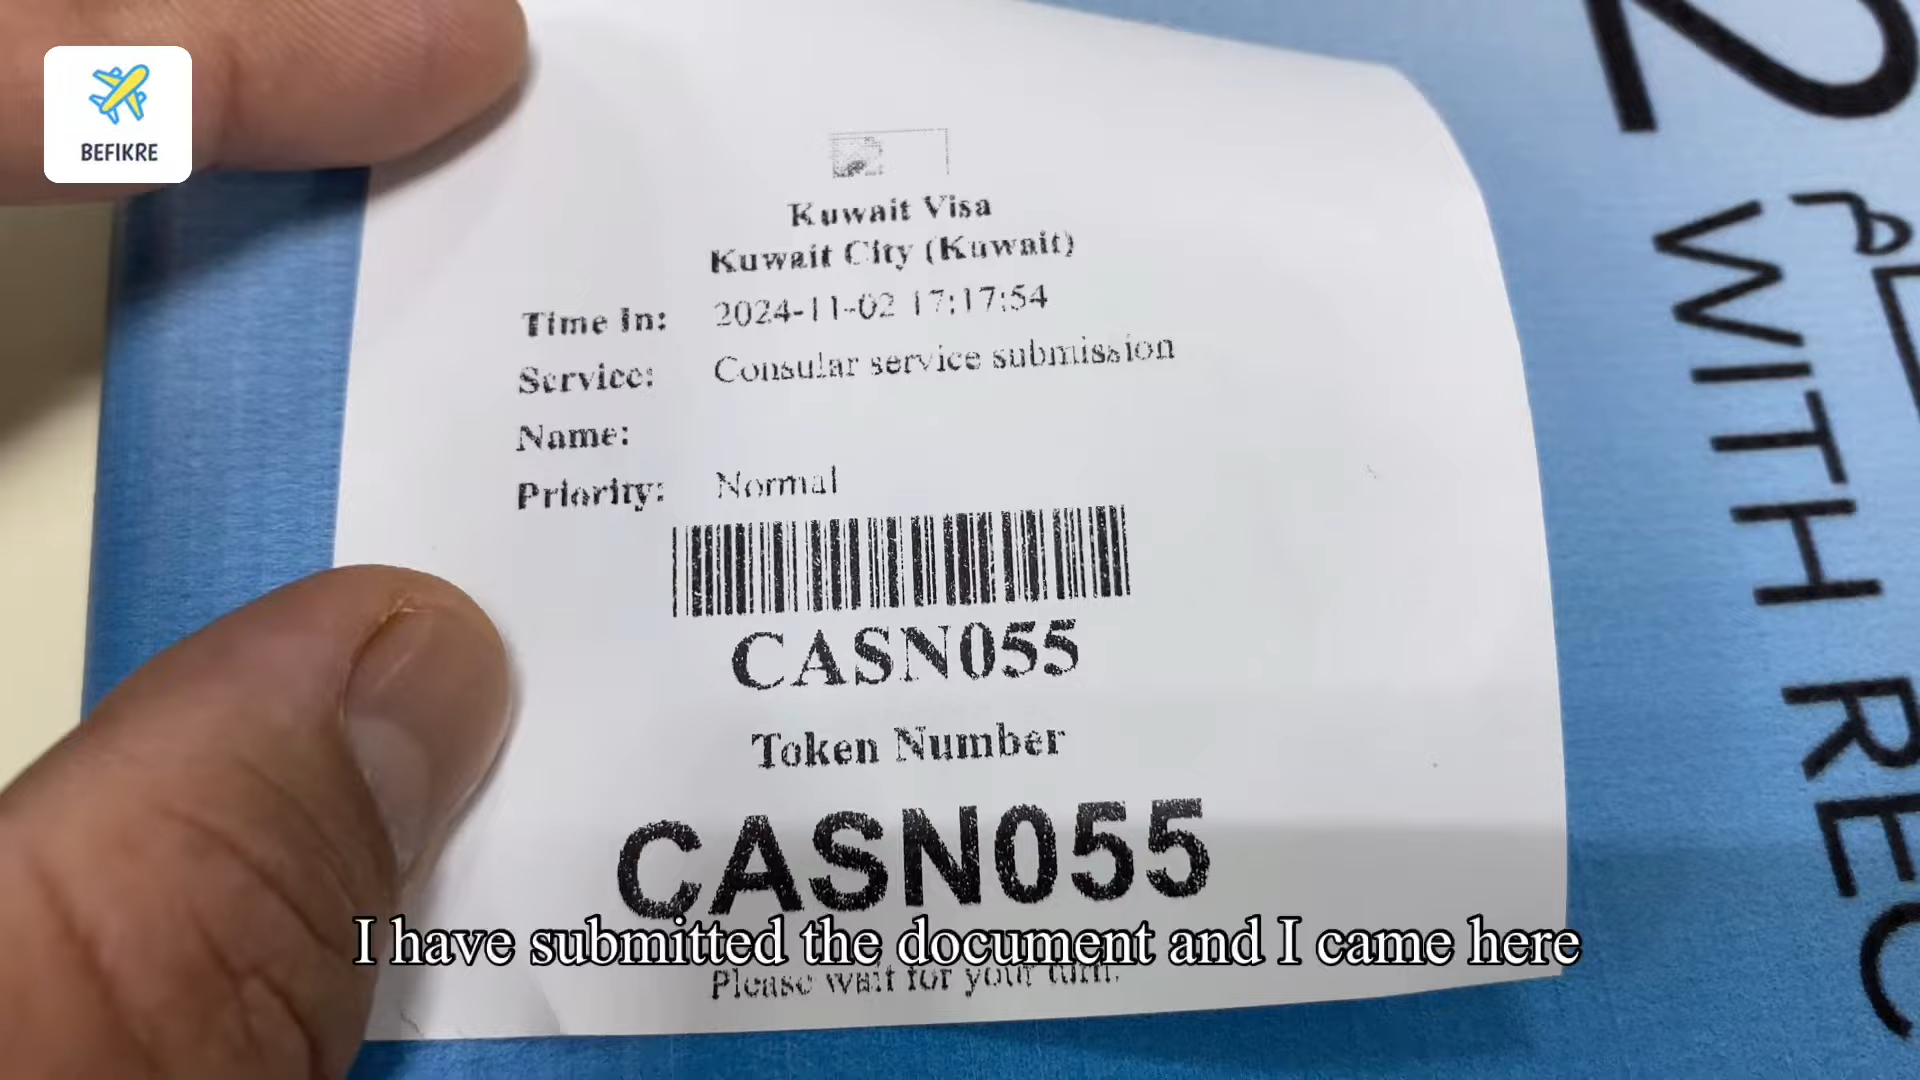 BEFIKRE
Kuwait Visa
Kuwait City (Kuwait)
Time In: 2024-11-02 17:17:54
Service: Consular service submission
Name:
Priority: Normal
CASN055
Token Number
CASN055
I have submitted the document and I came here
Please wait for your turn.
2
WITH REC